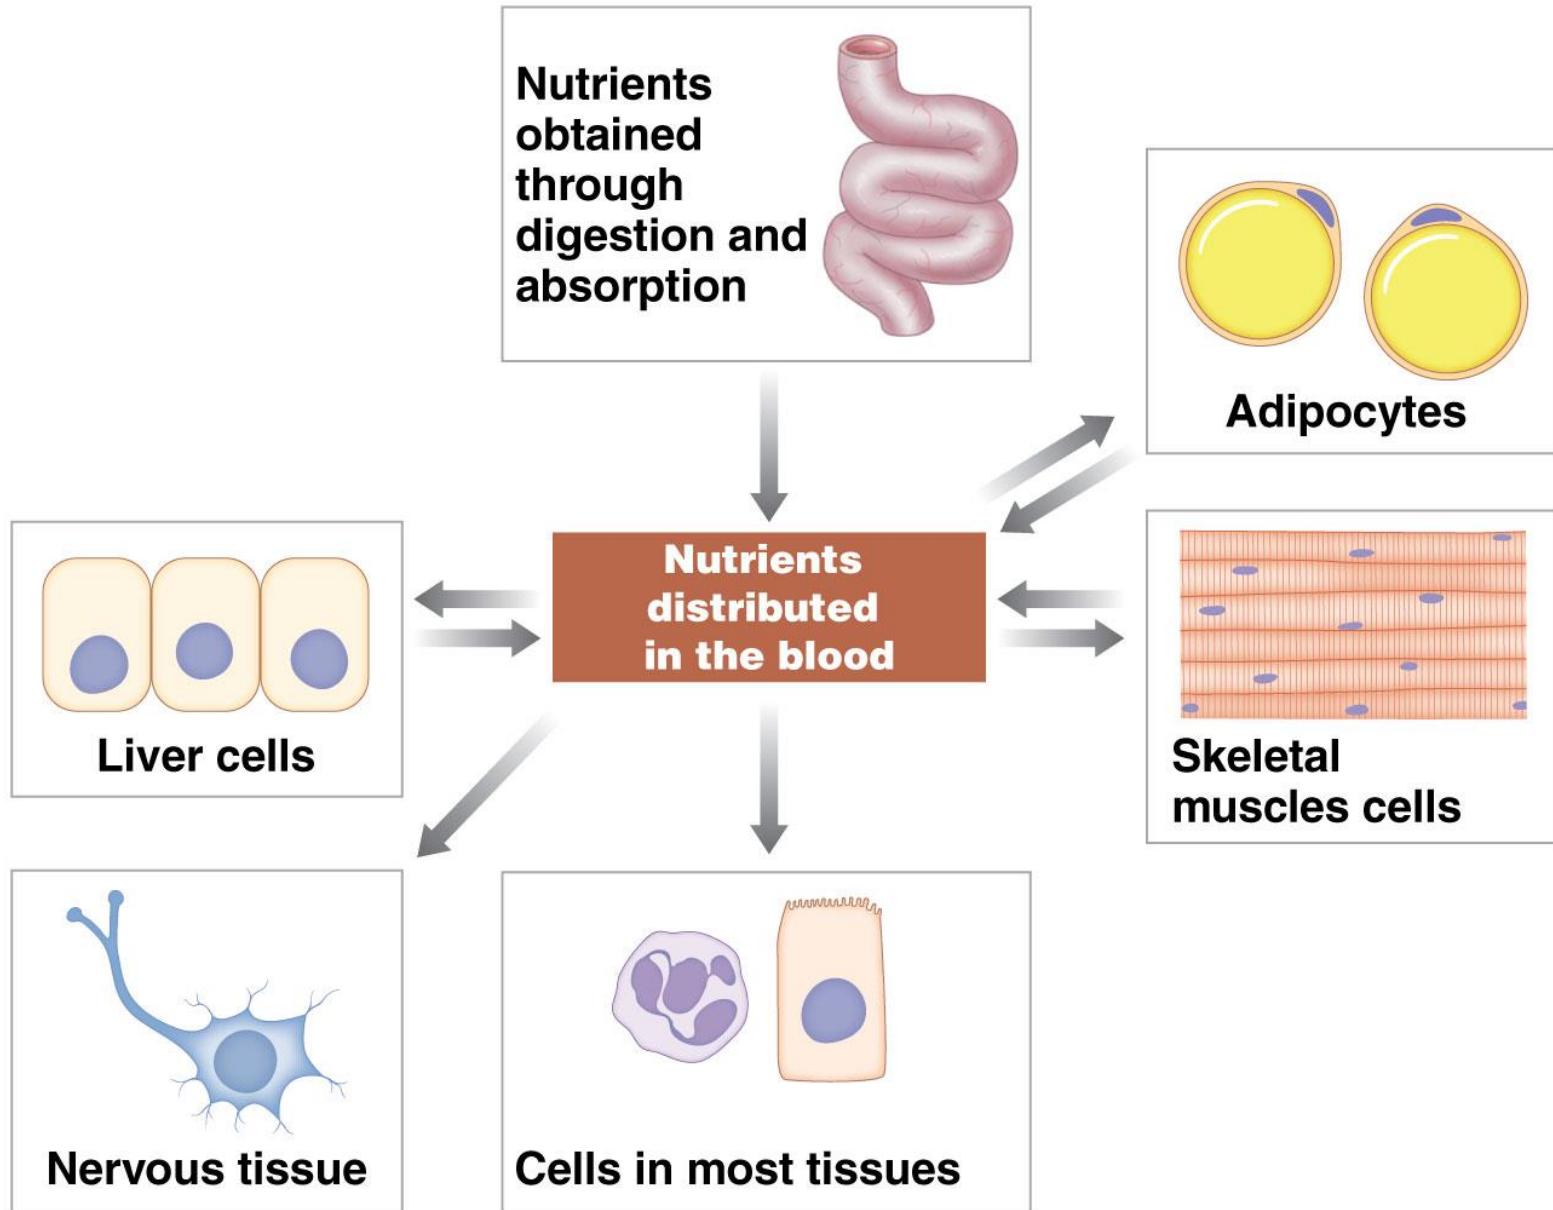 Nutrients
obtained
through
digestion and
absorption
Adipocytes
Nutrients
distributed
in the blood
Liver cells
Skeletal
muscles cells
Nervous tissue
Cells in most tissues